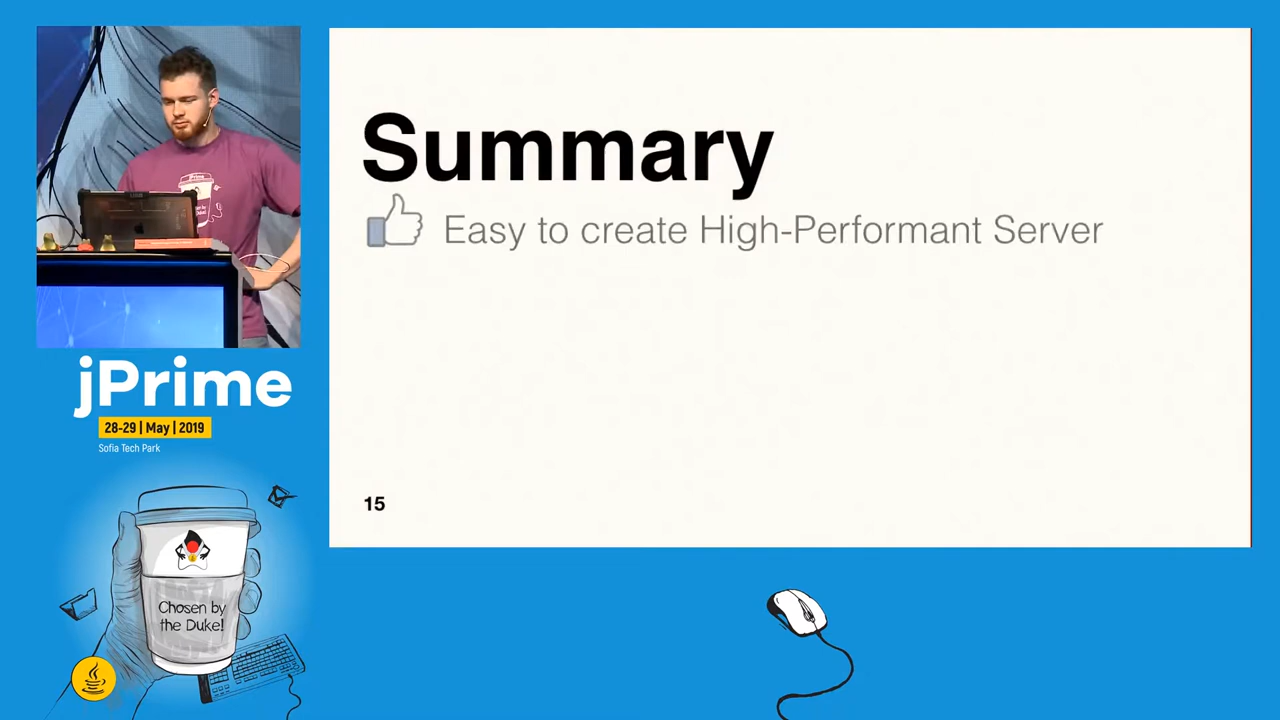 Summary
Easy to create High-Performant Server
15
jPrime
28-29 | May | 2019
Sofia Tech Park
Chosen by
the Duke!